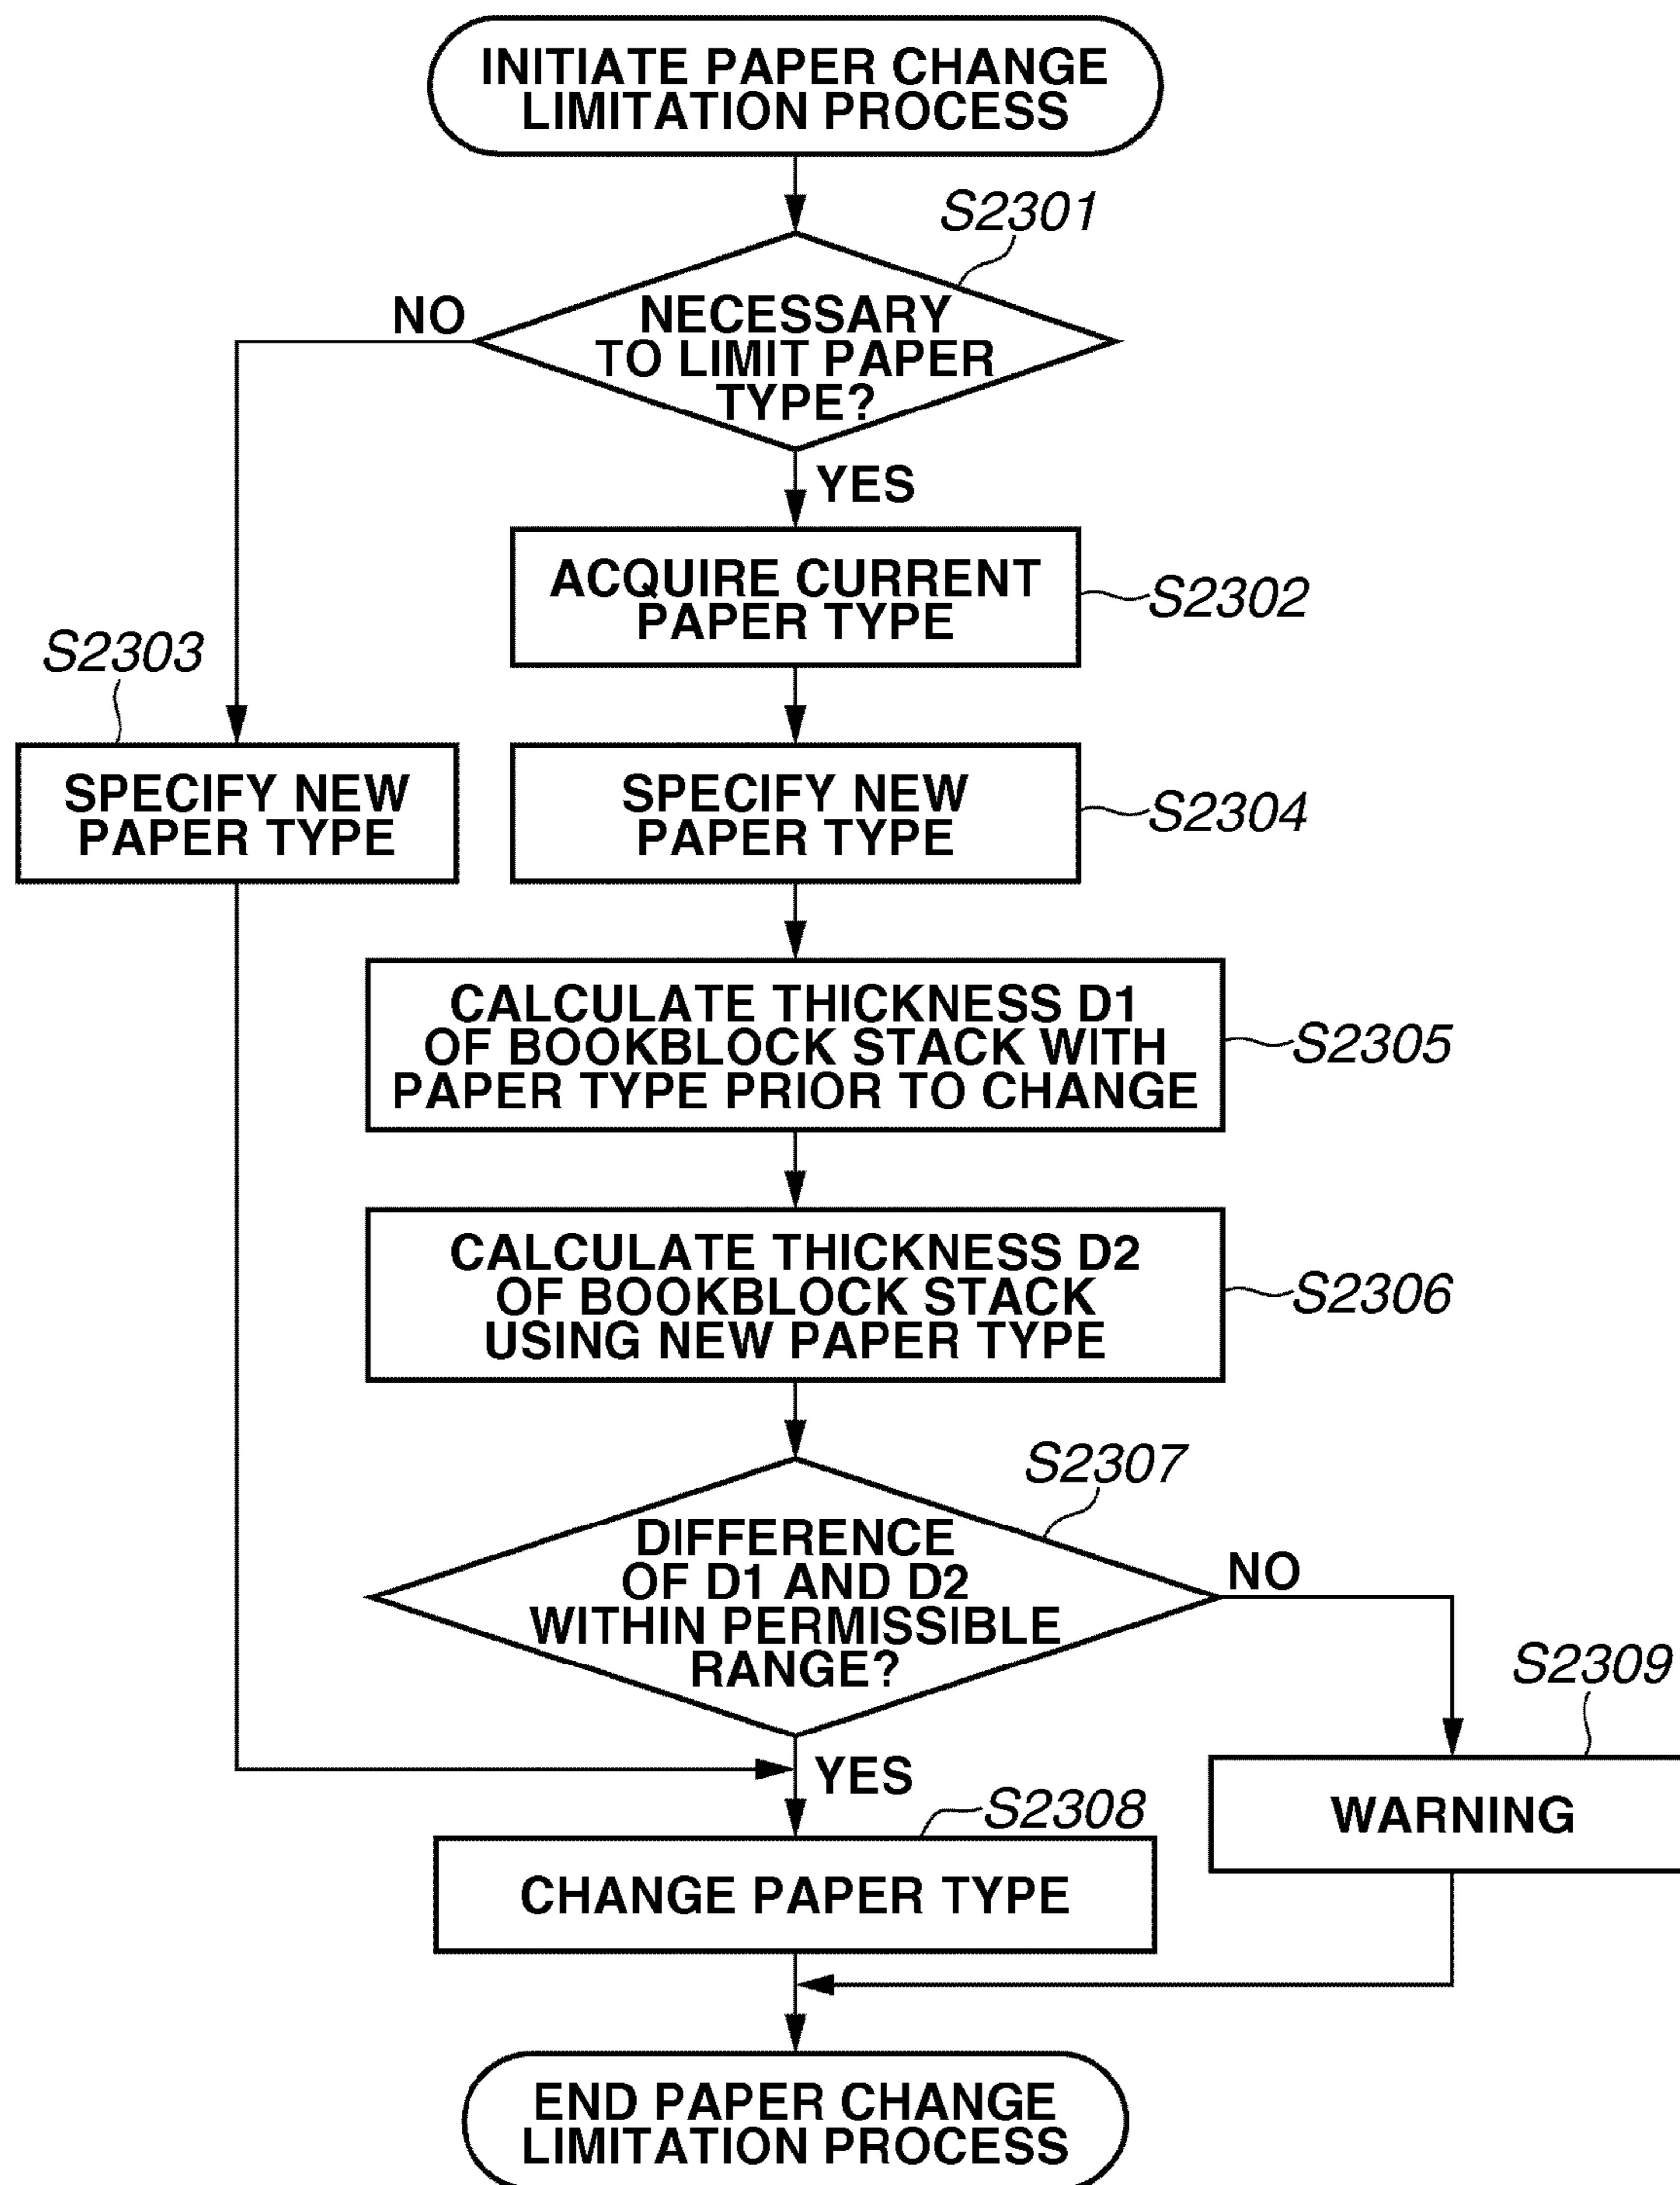 INITIATE PAPER CHANGE
LIMITATION PROCESS
S2301
NO
NECESSARY
TO LIMIT PAPER
TYPE?
YES
ACQUIRE CURRENT
PAPER TYPE
S2302
S2303
SPECIFY NEW
PAPER TYPE
SPECIFY NEW
PAPER TYPE
S2304
CALCULATE THICKNESS D1
OF BOOKBLOCK STACK WITH
PAPER TYPE PRIOR TO CHANGE
S2305
CALCULATE THICKNESS D2
OF BOOKBLOCK STACK
USING NEW PAPER TYPE
S2306
S2307
DIFFERENCE
OF D1 AND D2
WITHIN PERMISSIBLE
RANGE?
NO
S2309
YES
WARNING
S2308
CHANGE PAPER TYPE
END PAPER CHANGE
LIMITATION PROCESS